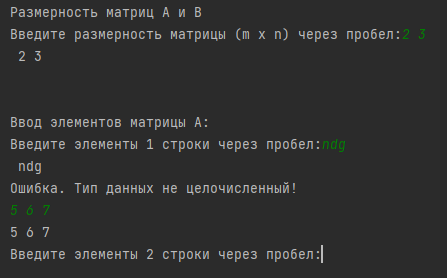 Размерность матриц А и В
Введите размерность матрицы (m x n) через пробел:2 3
2 3
Ввод элементов матрицы А:
Введите элементы 1 строки через пробел:ndg
ndg
Ошибка. Тип данных не целочисленный!
5 6 7
5 6 7
Введите элементы 2 строки через пробел: